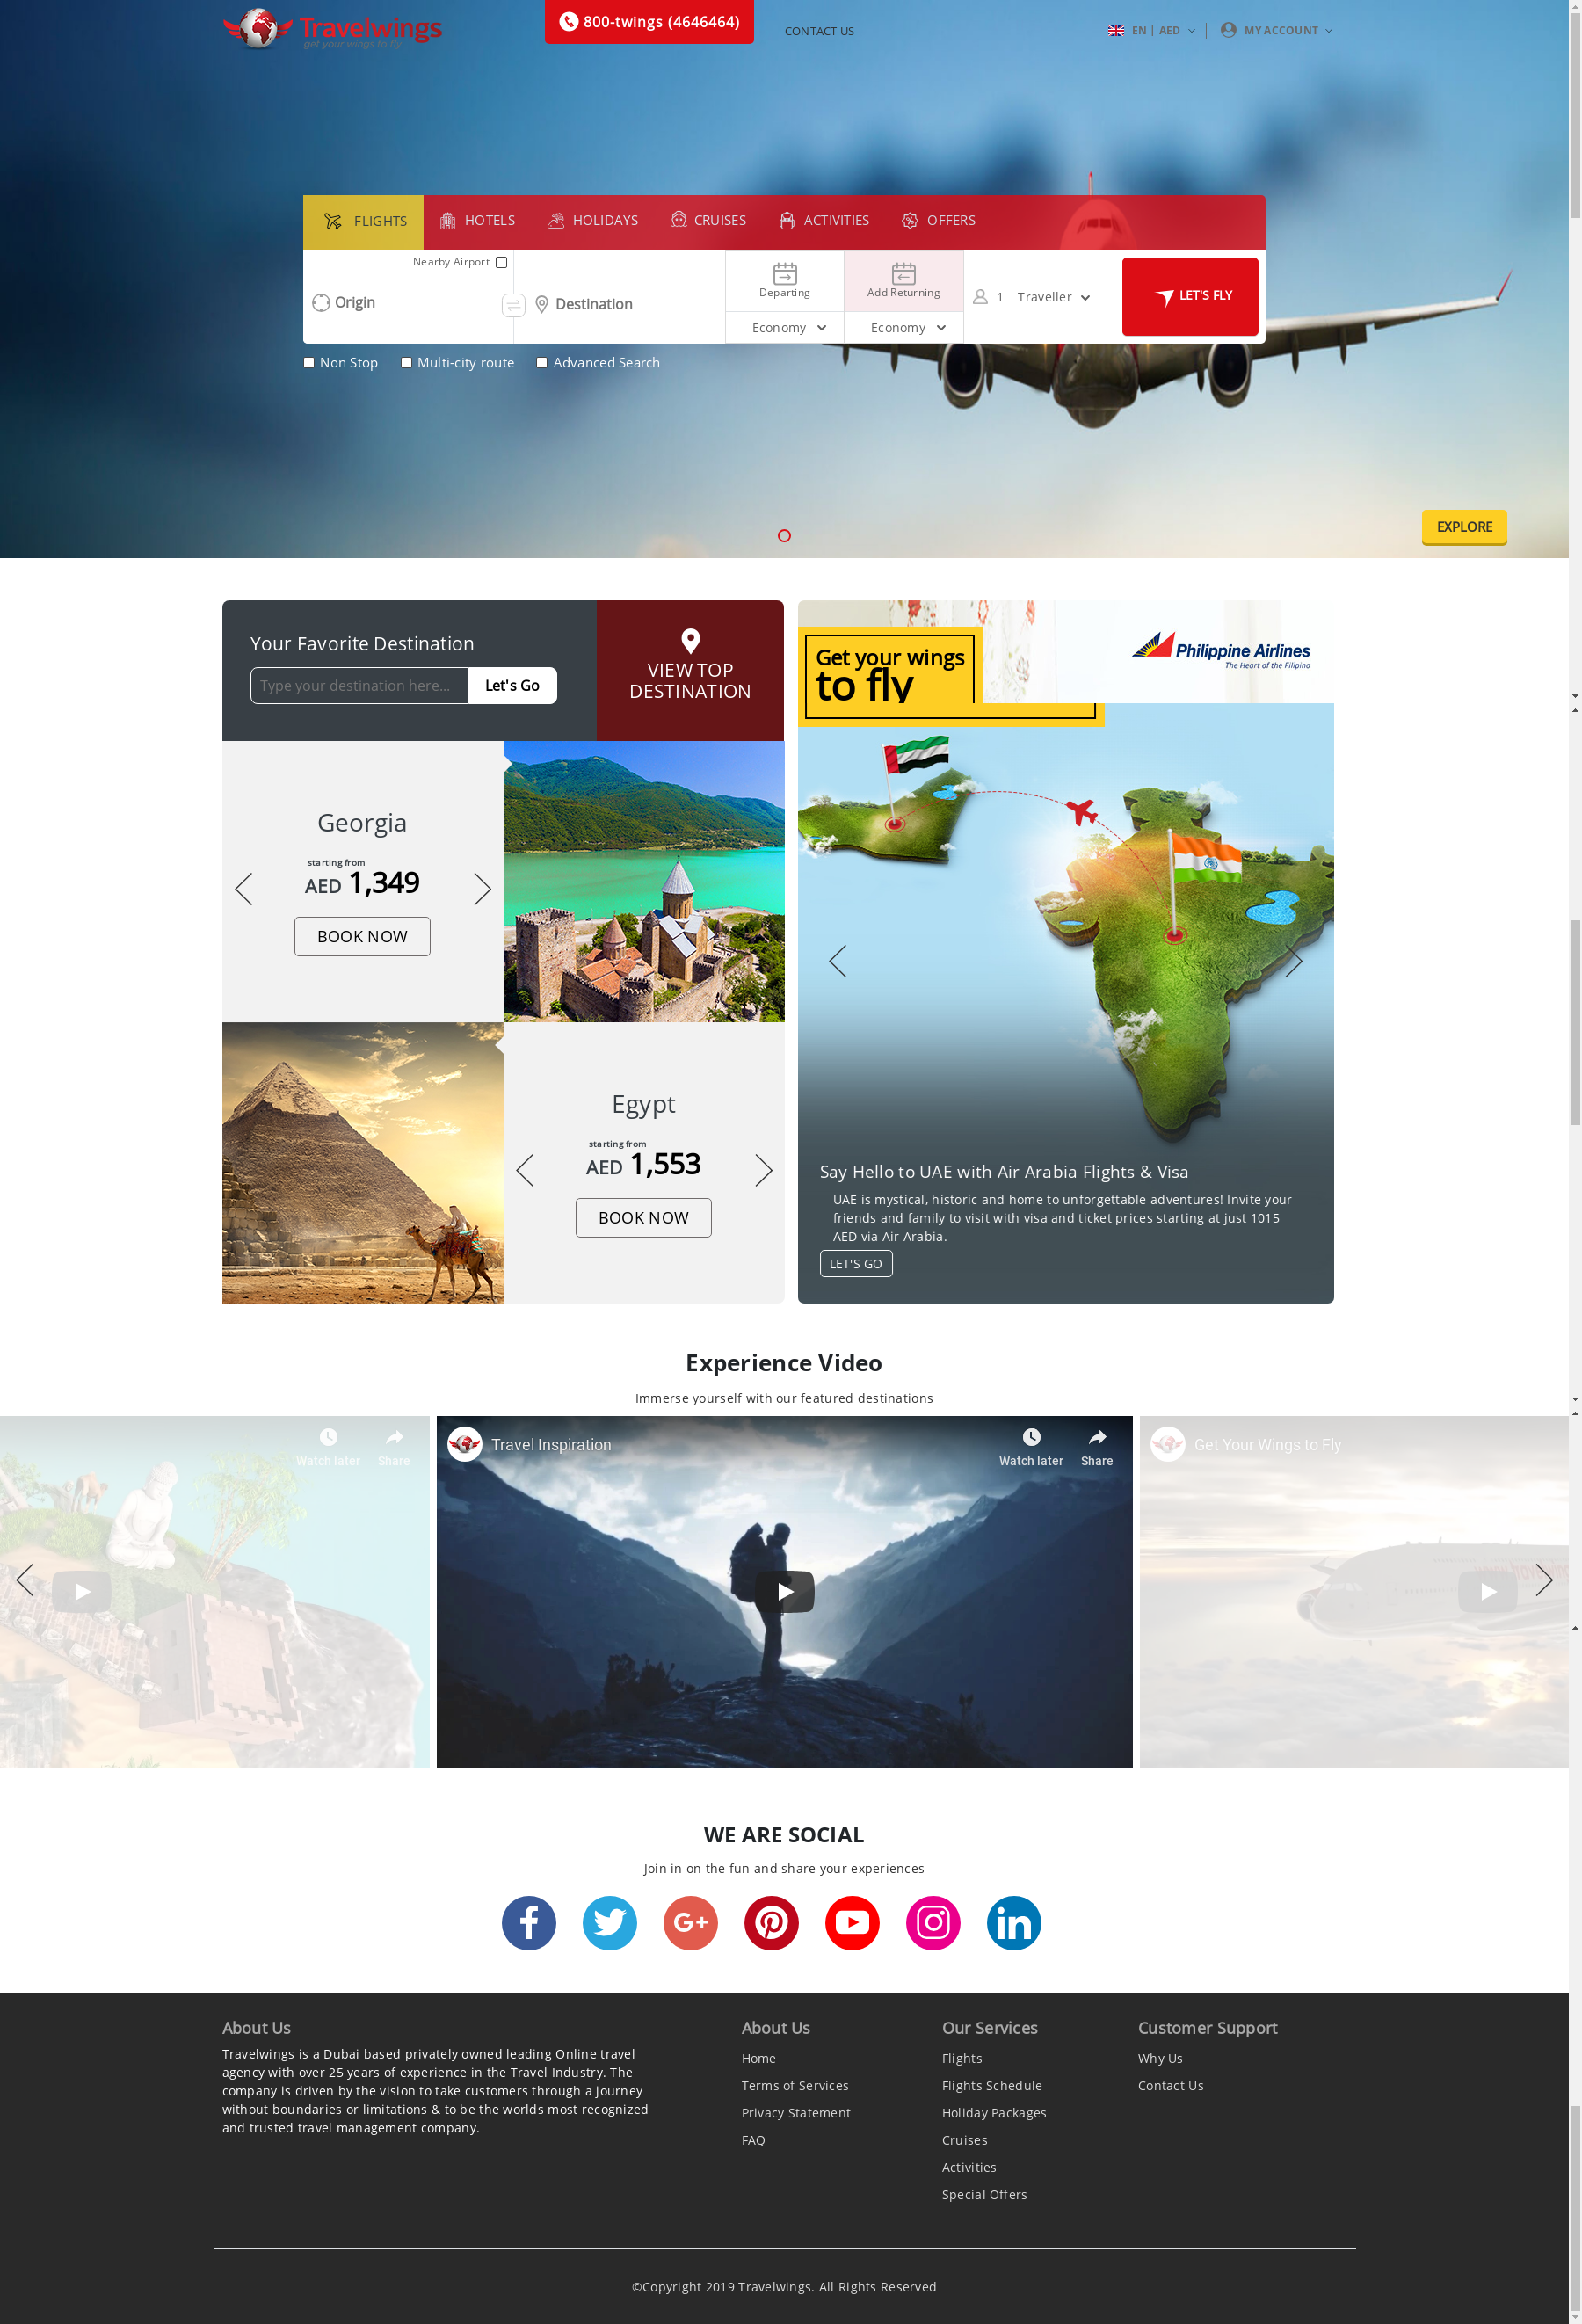 Travelwings
get your wings to fly
800-twings (4646464)
CONTACT US
EN | AED
MY ACCOUNT
FLIGHTS
HOTELS
HOLIDAYS
CRUISES
ACTIVITIES
OFFERS
Nearby Airport
Origin
Destination
Departing
Add Returning
Economy
Economy
1 Traveller
LET'S FLY
Non Stop
Multi-city route
Advanced Search
EXPLORE
Your Favorite Destination
Type your destination here...
Let's Go
VIEW TOP
DESTINATION
Get your wings
to fly
Philippine Airlines
The Heart of the Filipino
Georgia
starting from
AED 1,349
BOOK NOW
Egypt
starting from
AED 1,553
BOOK NOW
Say Hello to UAE with Air Arabia Flights & Visa
UAE is mystical, historic and home to unforgettable adventures! Invite your
friends and family to visit with visa and ticket prices starting at just 1015
AED via Air Arabia.
LET'S GO
Experience Video
Immerse yourself with our featured destinations
Watch later
Share
Travel Inspiration
Watch later
Share
Get Your Wings to Fly
WE ARE SOCIAL
Join in on the fun and share your experiences
About Us
Travelwings is a Dubai based privately owned leading Online travel
agency with over 25 years of experience in the Travel Industry. The
company is driven by the vision to take customers through a journey
without boundaries or limitations & to be the worlds most recognized
and trusted travel management company.
About Us
Home
Terms of Services
Privacy Statement
FAQ
Our Services
Flights
Flights Schedule
Holiday Packages
Cruises
Activities
Special Offers
Customer Support
Why Us
Contact Us
©Copyright 2019 Travelwings. All Rights Reserved